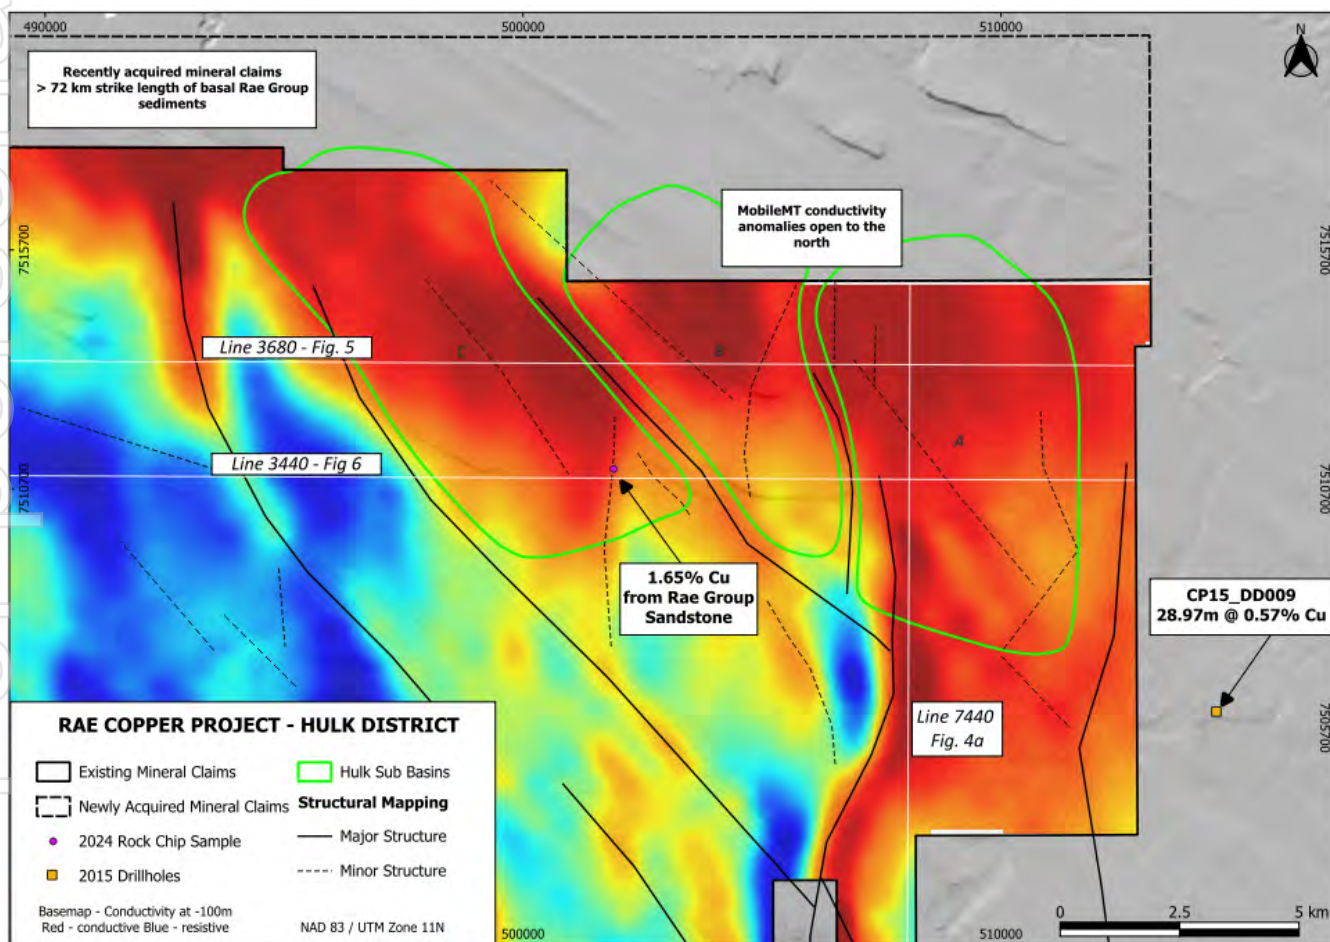 490000
500000
510000
N
Recently acquired mineral claims
> 72 km strike length of basal Rae Group
sediments
MobileMT conductivity
anomalies open to the
north
7515700
7515700
Line 3680 - Fig. 5
C
B
A
Line 3440 - Fig 6
7510700
7510700
1.65% Cu
from Rae Group
Sandstone
CP15_DD009
28.97m @ 0.57% Cu
Line 7440
Fig. 4a
7505700
RAE COPPER PROJECT - HULK DISTRICT
Existing Mineral Claims
Hulk Sub Basins
Newly Acquired Mineral Claims
Structural Mapping
2024 Rock Chip Sample
Major Structure
2015 Drillholes
Minor Structure
Basemap - Conductivity at -100m
Red - conductive Blue - resistive
NAD 83 / UTM Zone 11N
500000
510000
0
2.5
5 km